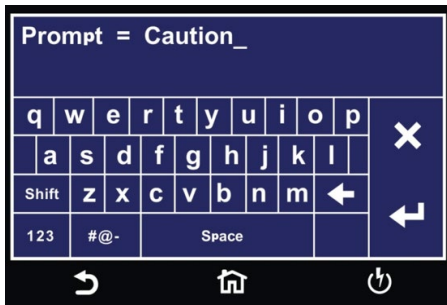 Prompt = Caution_
q w e r t y u i o p
a s d f g h j k l
Shift z x c v b n m
123 #@- Space